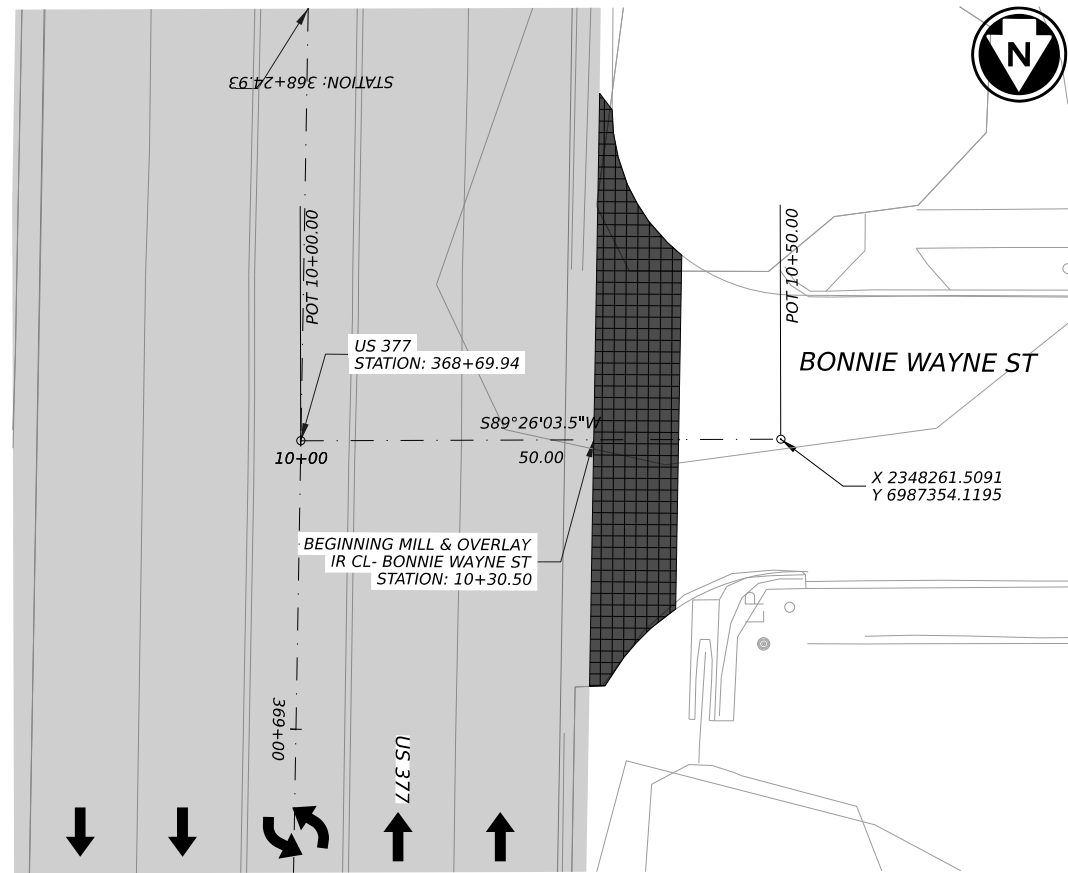 N
STATION: 368+24.93
POT 10+00.00
POT 10+50.00
US 377
STATION: 368+69.94
BONNIE WAYNE ST
S89°26'03.5"W
10+00
50.00
X 2348261.5091
Y 6987354.1195
BEGINNING MILL & OVERLAY
IR CL- BONNIE WAYNE ST
STATION: 10+30.50
369+00
US 377